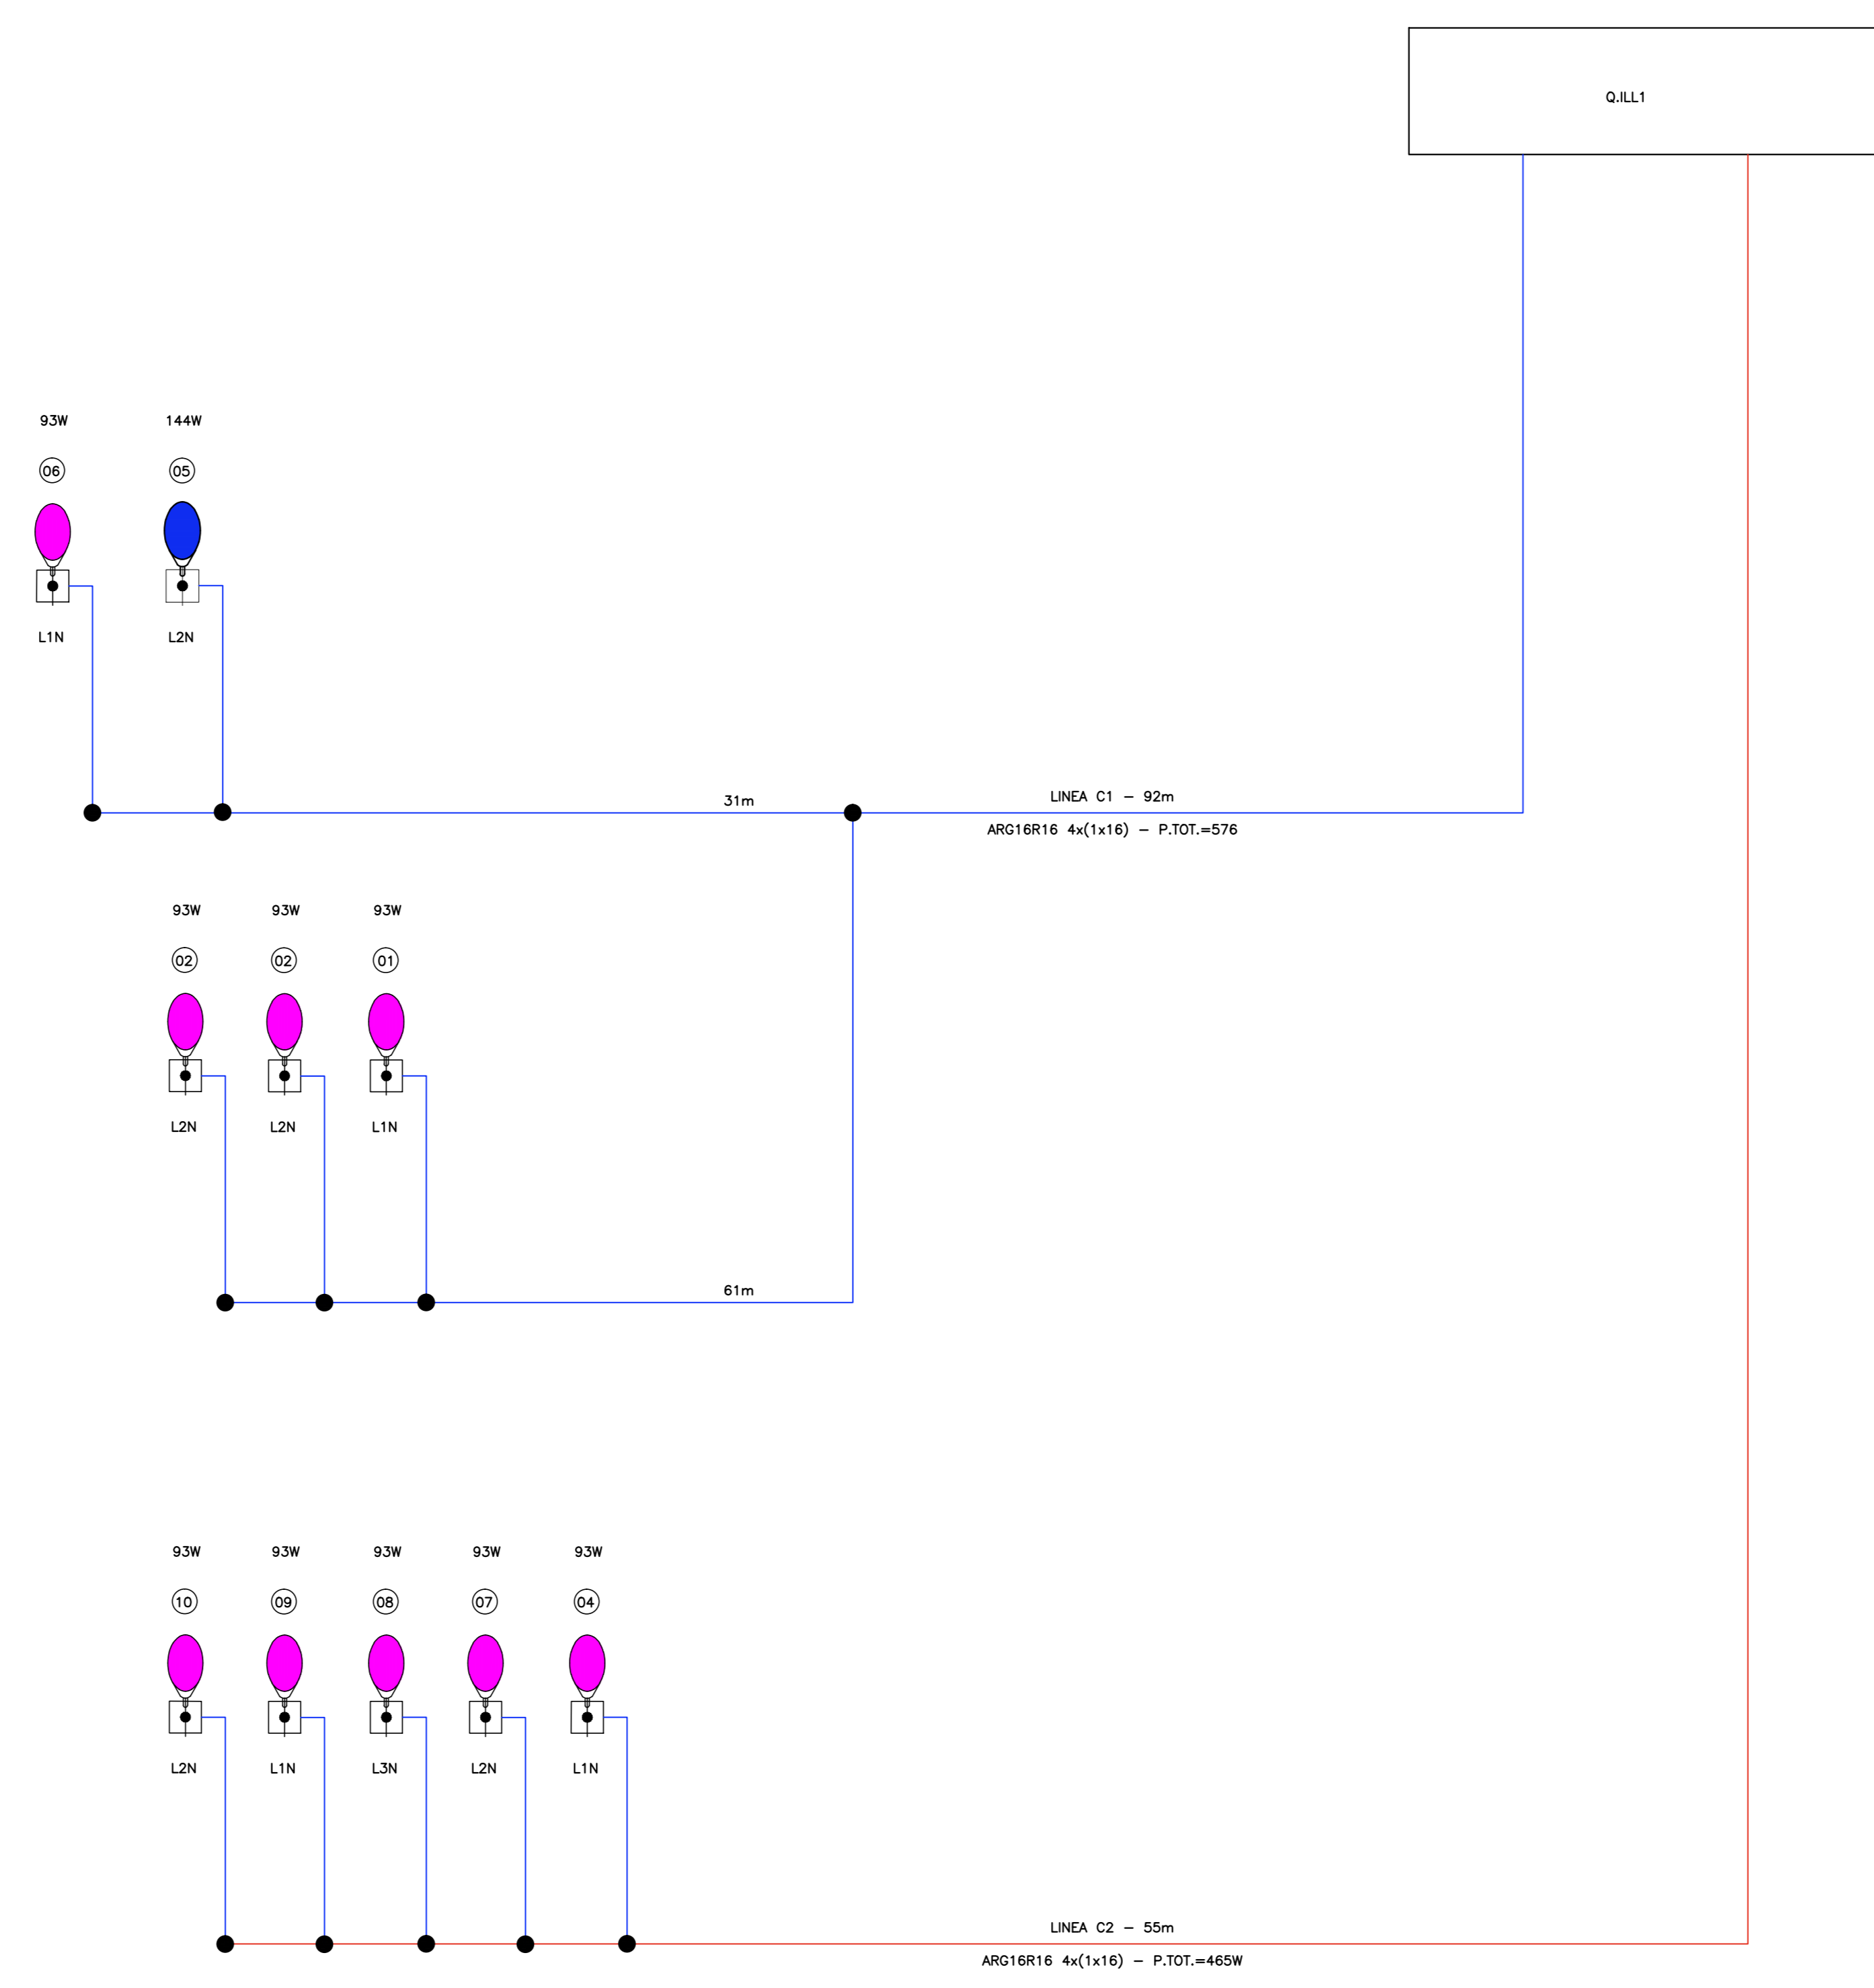 Q.ILL1
93W 144W
06 05
L1N L2N
31m
LINEA C1 – 92m
ARG16R16 4x(1x16) – P.TOT.=576
93W 93W 93W
02 02 01
L2N L2N L1N
61m
93W 93W 93W 93W 93W
10 09 08 07 04
L2N L1N L3N L2N L1N
LINEA C2 – 55m
ARG16R16 4x(1x16) – P.TOT.=465W